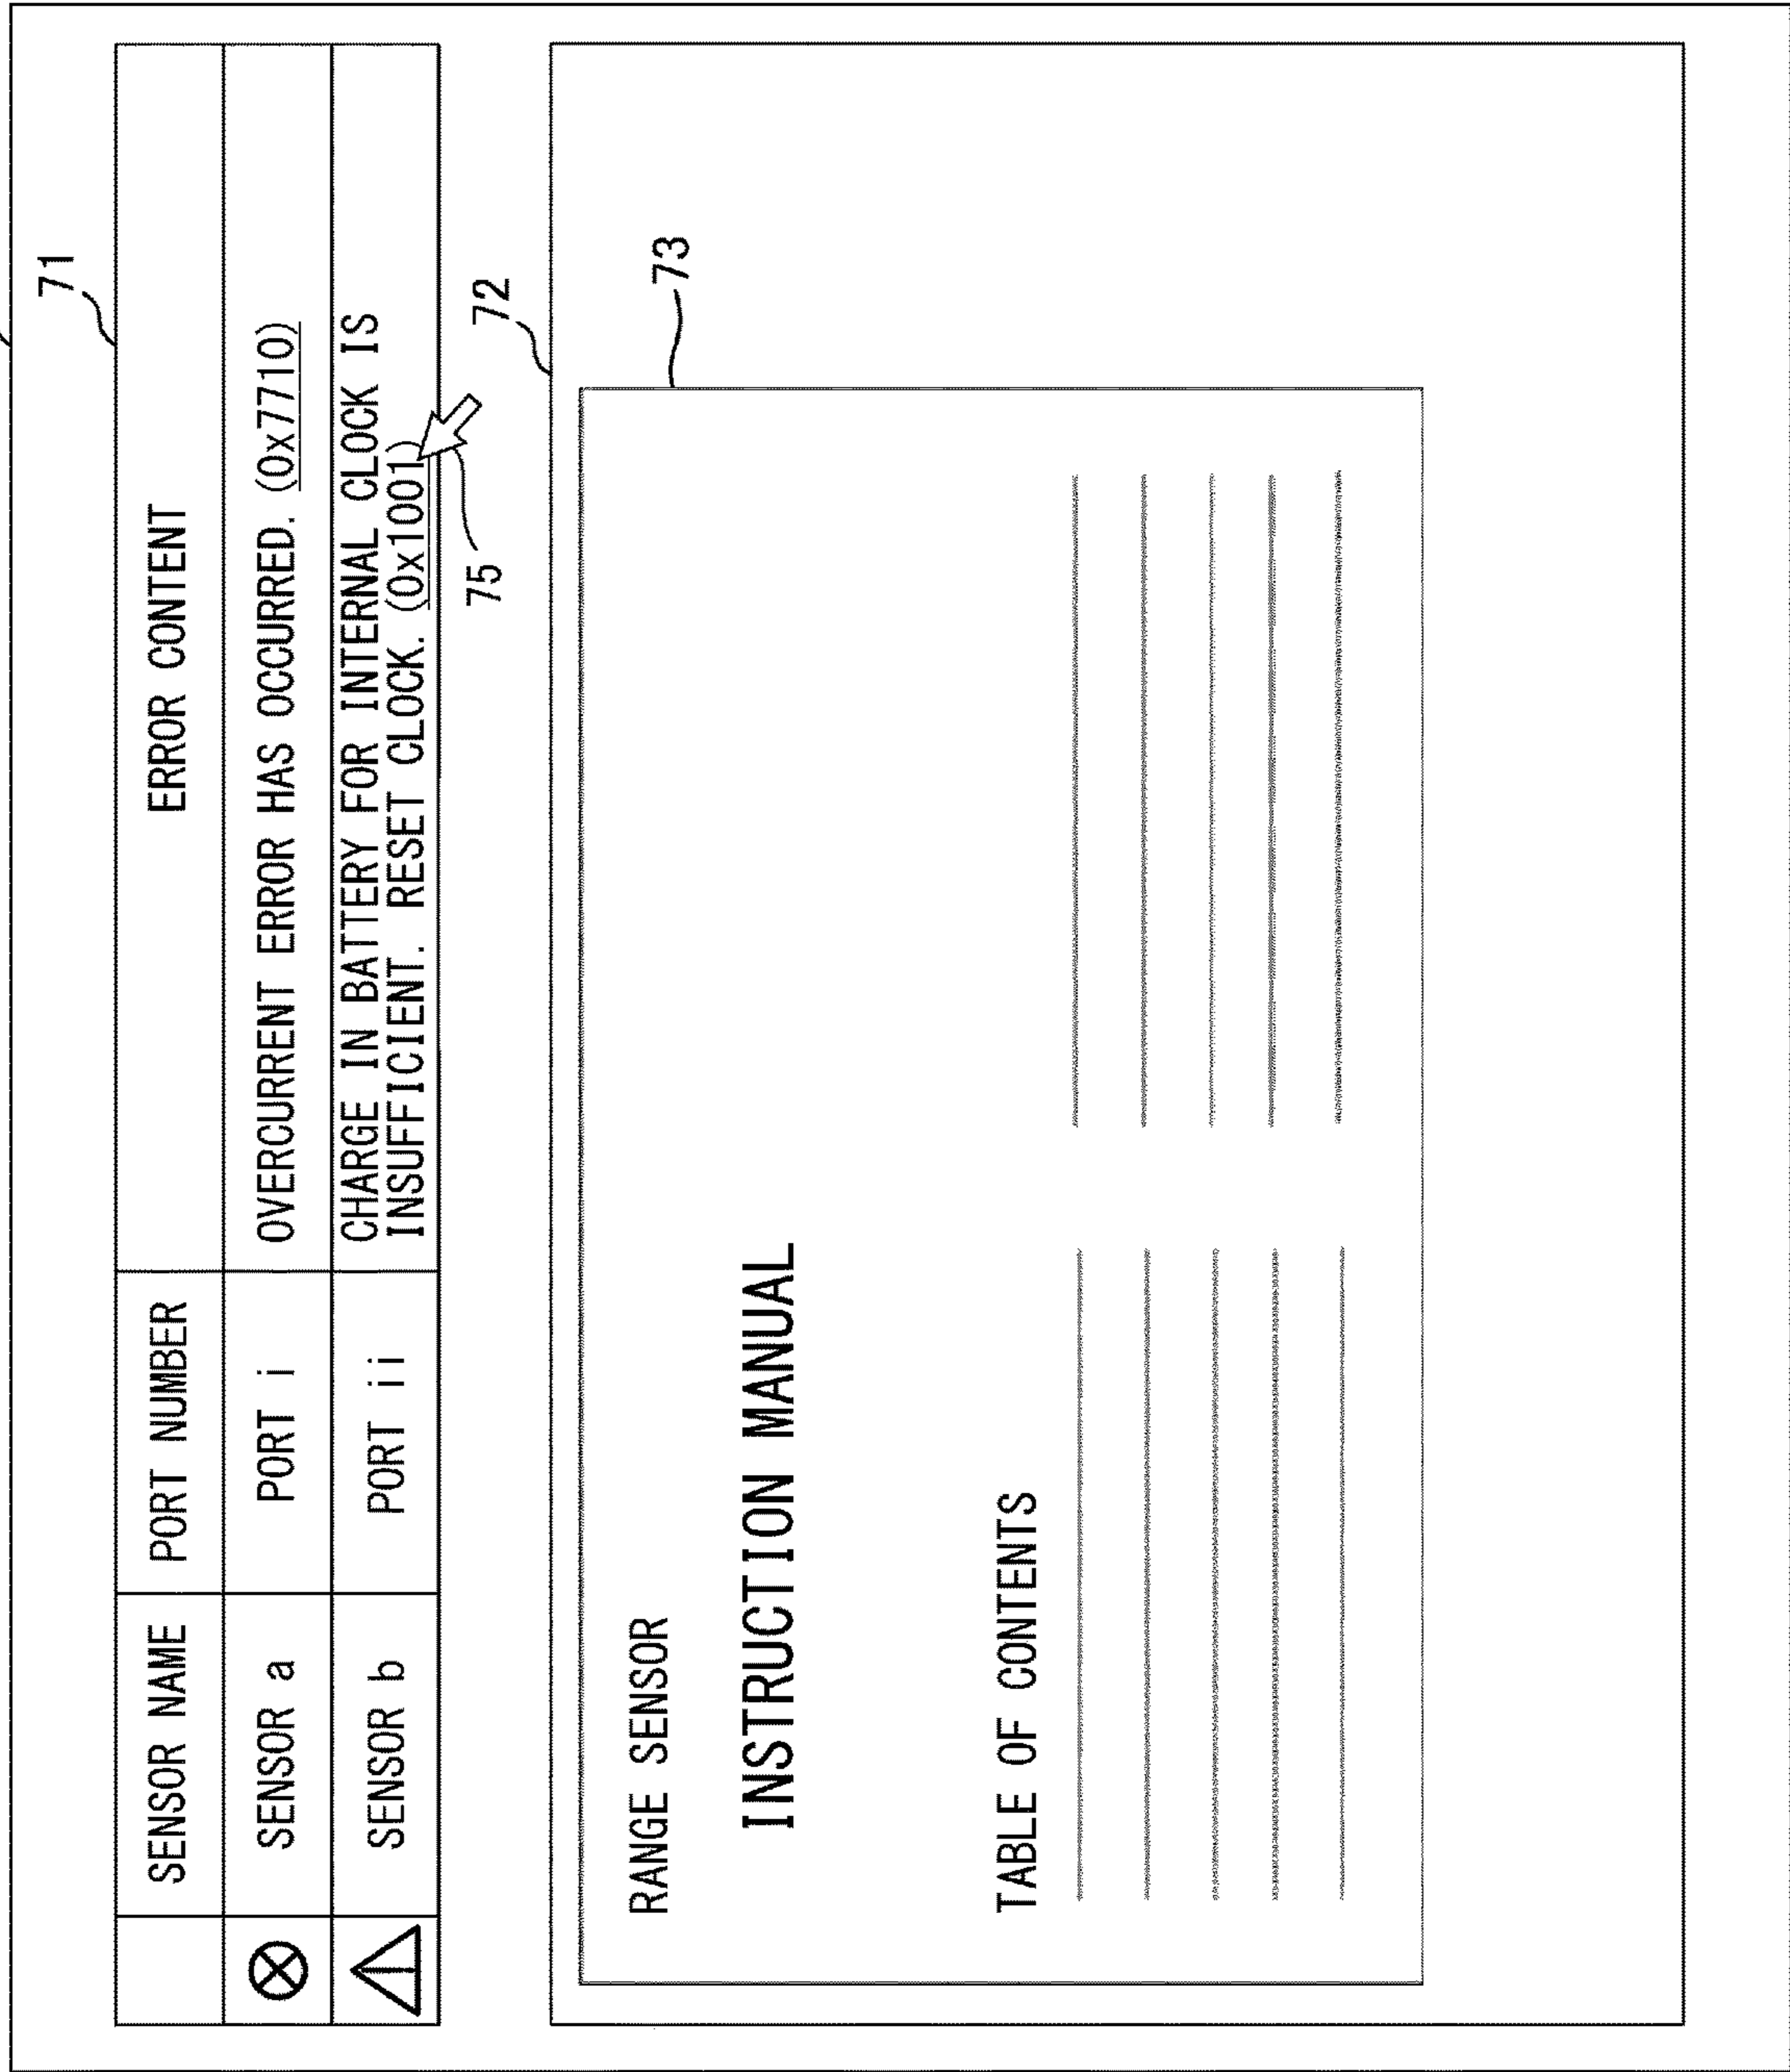 71
SENSOR NAME PORT NUMBER ERROR CONTENT
SENSOR a PORT i OVERCURRENT ERROR HAS OCCURRED. (0x7710)
SENSOR b PORT ii CHARGE IN BATTERY FOR INTERNAL CLOCK IS
INSUFFICIENT. RESET CLOCK. (0x1001)
75
72
73
RANGE SENSOR
INSTRUCTION MANUAL
TABLE OF CONTENTS